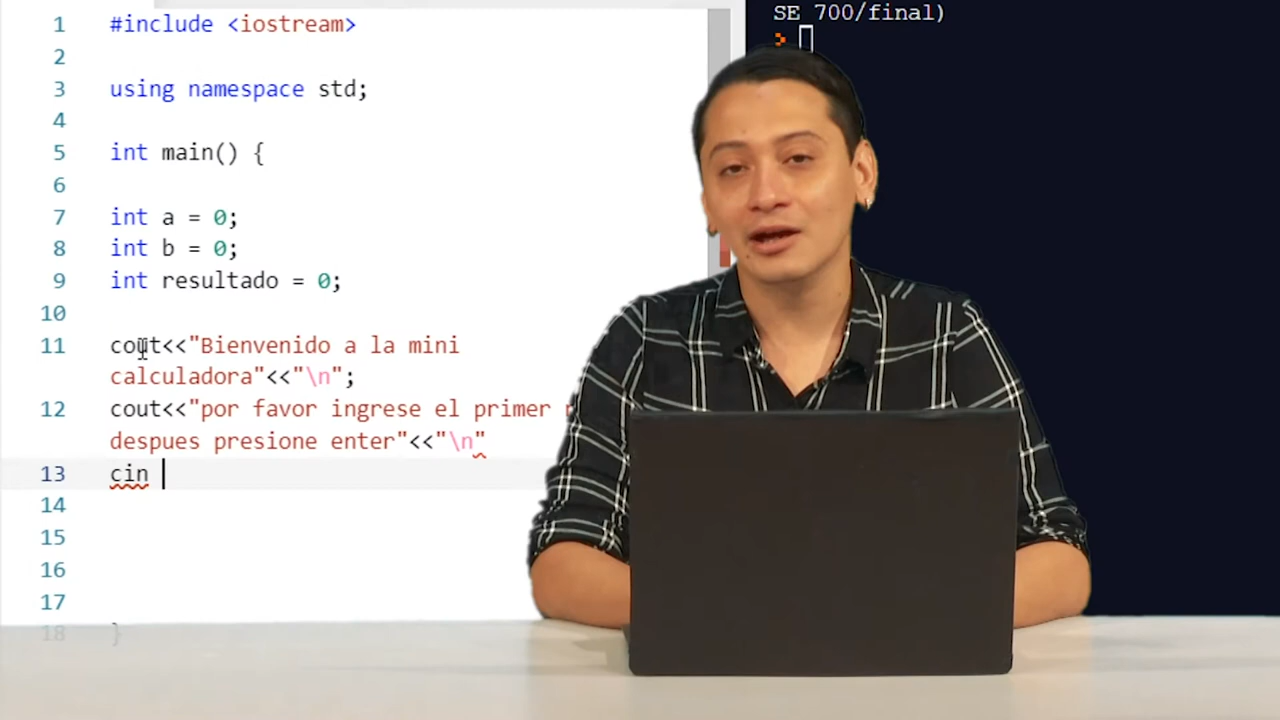 1 #include <iostream>
2
3 using namespace std;
4
5 int main() {
6
7 int a = 0;
8 int b = 0;
9 int resultado = 0;
10
11 cout<<"Bienvenido a la mini
calculadora"<<"\n";
12 cout<<"por favor ingrese el primer
despues presione enter"<<"\n"
13 cin
14
15
16
17
18 }
SE 700/final)
>